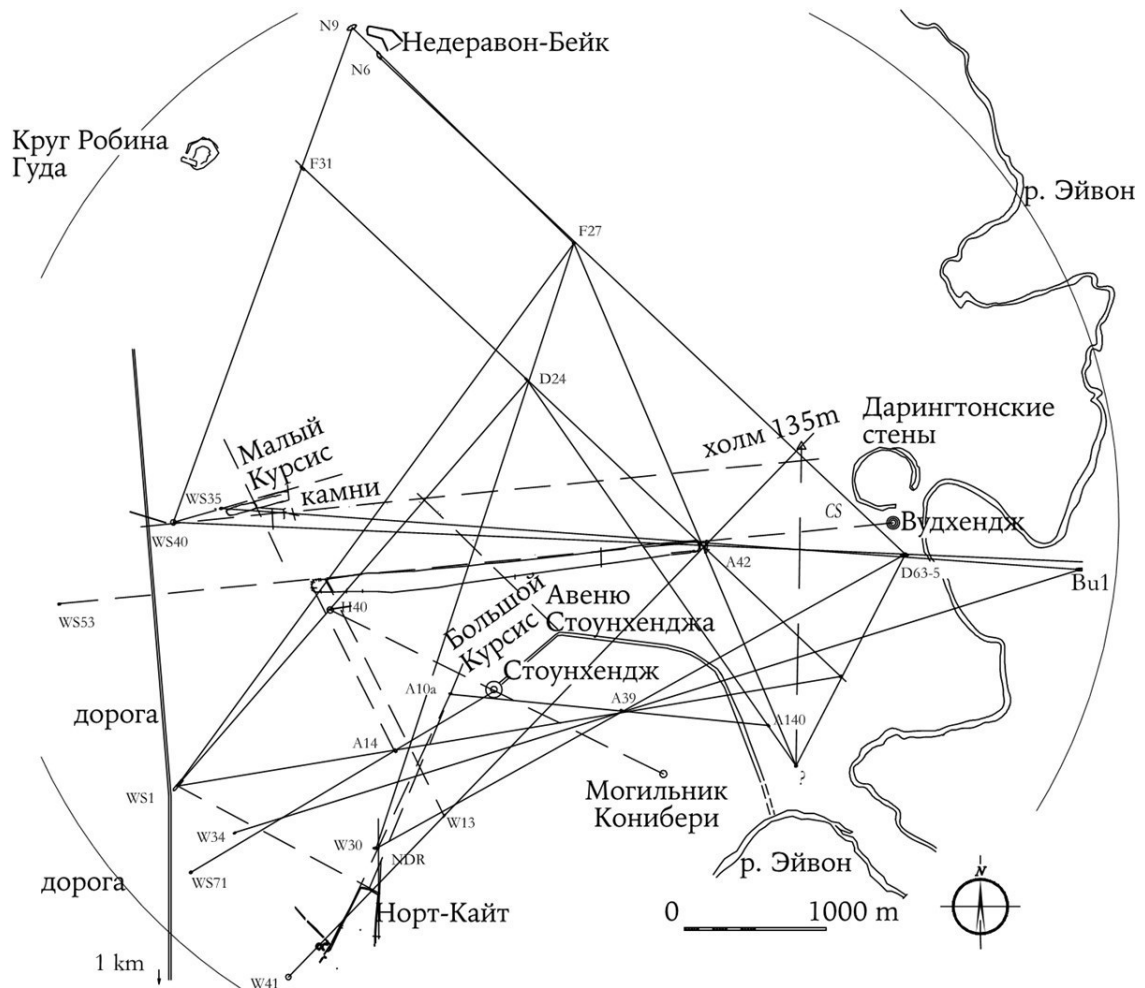 N9
Недеравон-Бейк
N6
Круг Робина
Гуда
F31
р. Эйвон
F27
D24
Дарингтонские
стены
холм 135m
Малый
Курсис
камни
WS35
CS
Вудхендж
WS40
A42
D63-5
Bu1
WS53
40
Большой
Курсис
Авеню
Стоунхенджа
Стоунхендж
A10a
A39
A140
дорога
A14
?
WS1
Могильник
Конибери
W34
W13
W30
NDR
р. Эйвон
WS71
дорога
Норт-Кайт
0
1000 m
N
1 km
W41